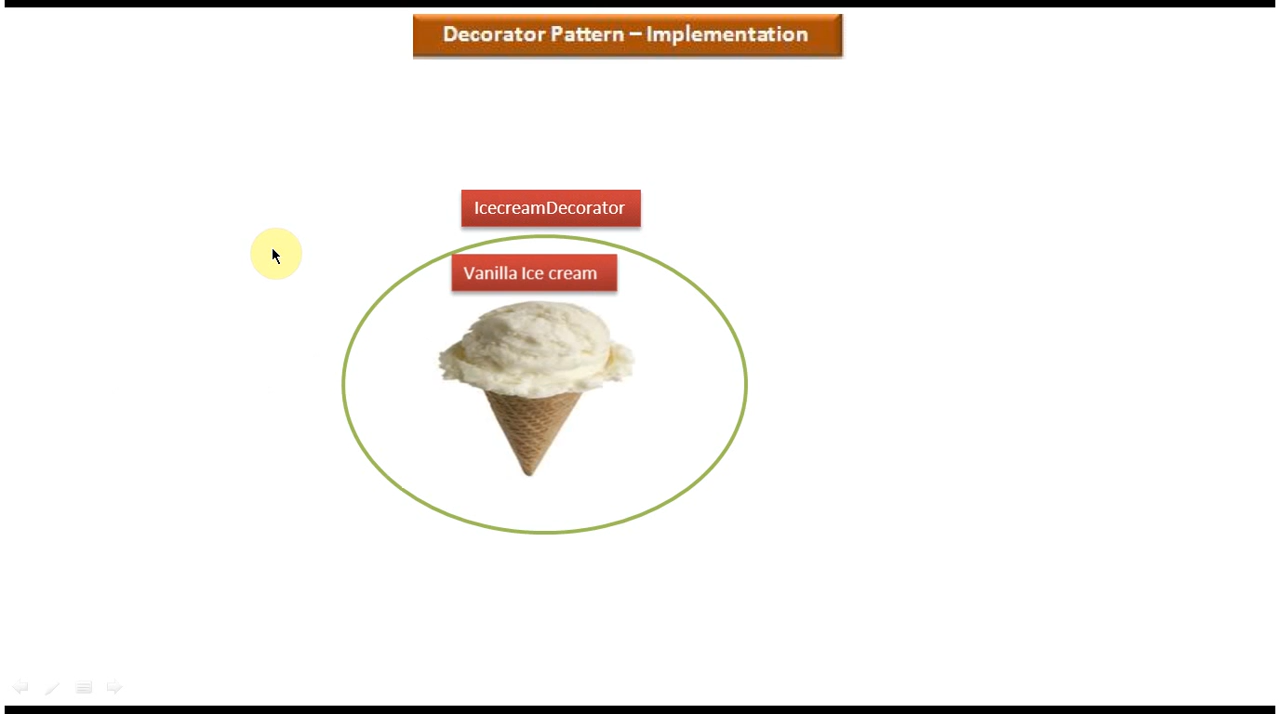 Decorator Pattern – Implementation
IcecreamDecorator
Vanilla Ice cream